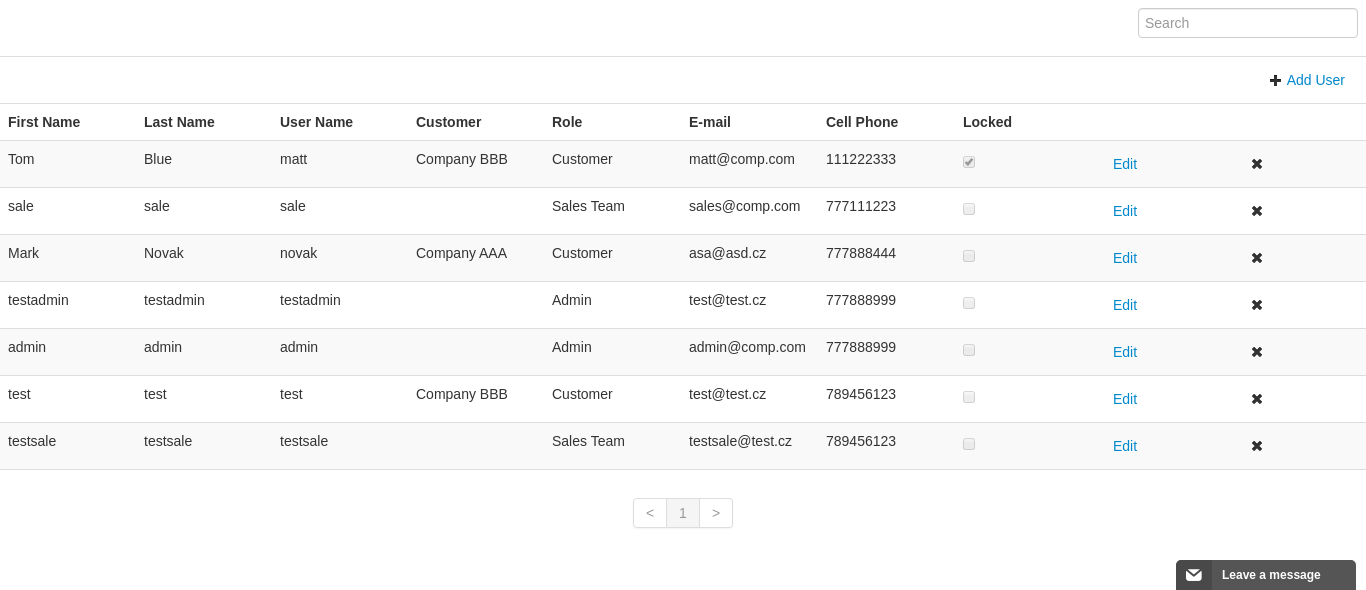 Search
Add User
First Name Last Name User Name Customer Role E-mail Cell Phone Locked
Tom Blue matt Company BBB Customer matt@comp.com 111222333 Edit
sale sale sale Sales Team sales@comp.com 777111223 Edit
Mark Novak novak Company AAA Customer asa@asd.cz 777888444 Edit
testadmin testadmin testadmin Admin test@test.cz 777888999 Edit
admin admin admin Admin admin@comp.com 777888999 Edit
test test test Company BBB Customer test@test.cz 789456123 Edit
testsale testsale testsale Sales Team testsale@test.cz 789456123 Edit
< 1 >
Leave a message